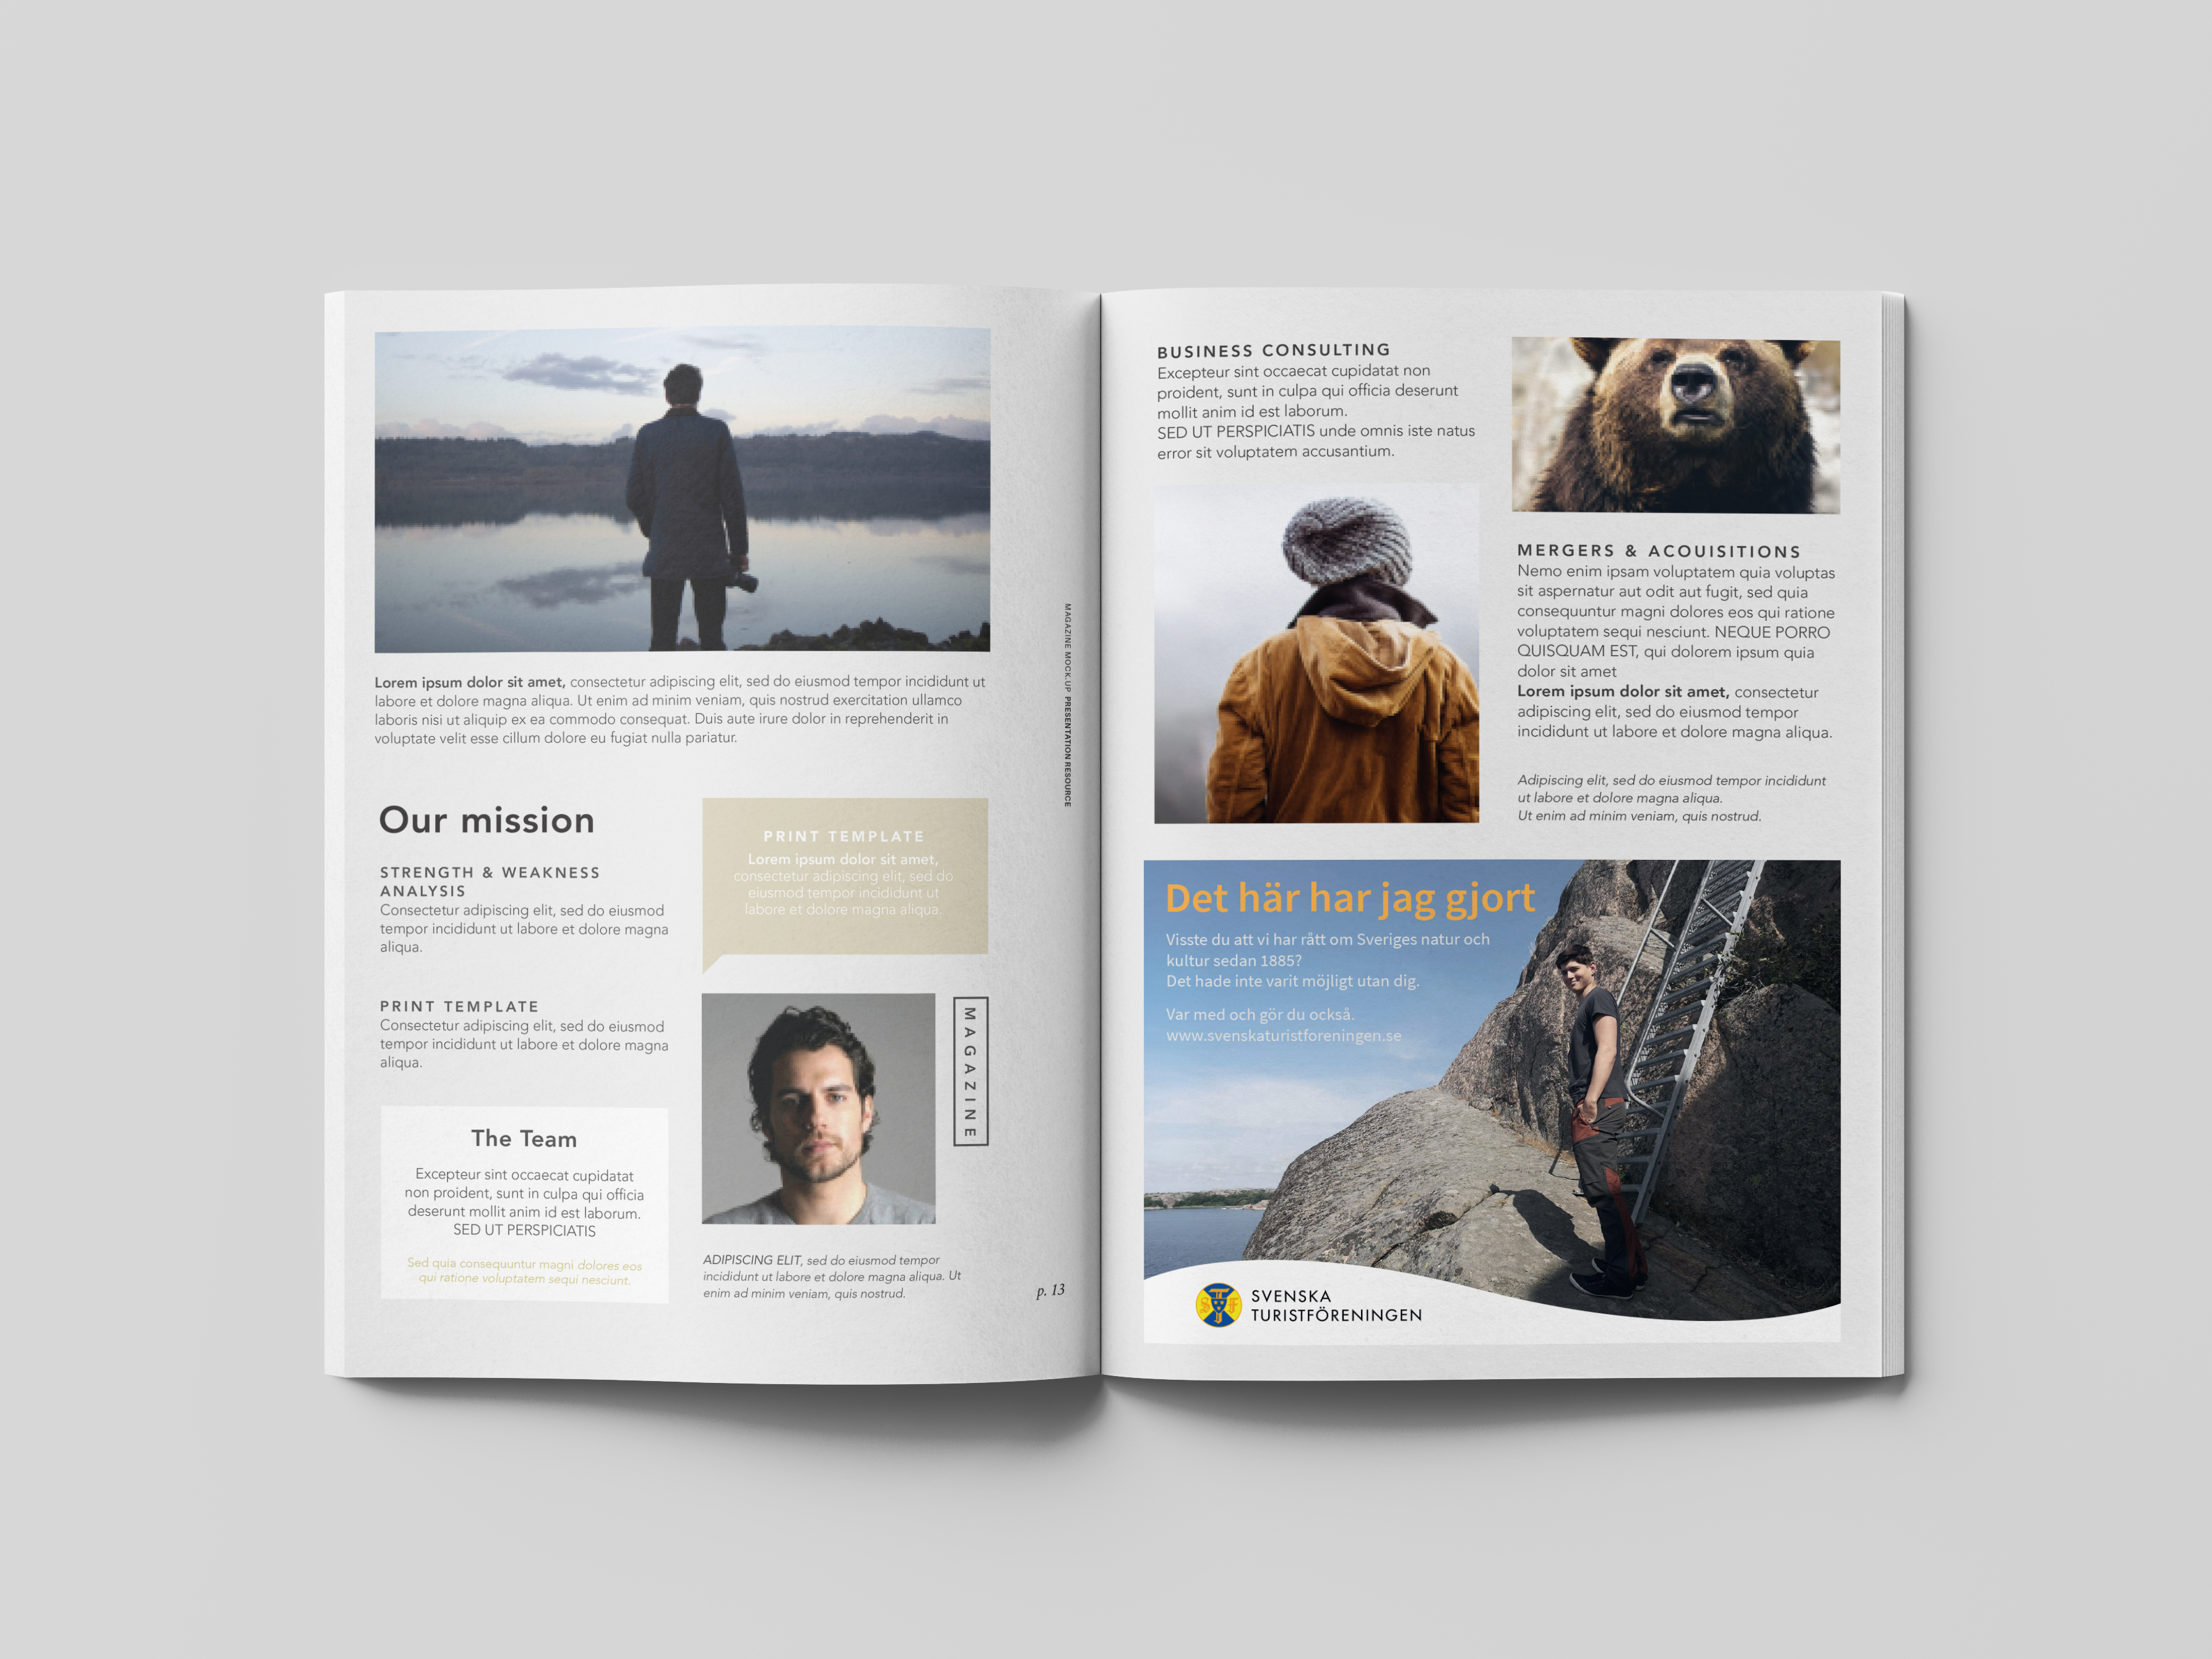 Lorem ipsum dolor sit amet, consectetur adipiscing elit, sed do eiusmod tempor incididunt ut
labore et dolore magna aliqua. Ut enim ad minim veniam, quis nostrud exercitation ullamco
laboris nisi ut aliquip ex ea commodo consequat. Duis aute irure dolor in reprehenderit in
voluptate velit esse cillum dolore eu fugiat nulla pariatur.
Our mission
STRENGTH & WEAKNESS
ANALYSIS
Consectetur adipiscing elit, sed do eiusmod
tempor incididunt ut labore et dolore magna
aliqua.
PRINT TEMPLATE
Consectetur adipiscing elit, sed do eiusmod
tempor incididunt ut labore et dolore magna
aliqua.
The Team
Excepteur sint occaecat cupidatat
non proident, sunt in culpa qui officia
deserunt mollit anim id est laborum.
SED UT PERSPICIATIS
Sed quia consequuntur magni dolores eos
qui ratione voluptatem sequi nesciunt.
PRINT TEMPLATE
Lorem ipsum dolor sit amet,
consectetur adipiscing elit, sed do
eiusmod tempor incididunt ut
labore et dolore magna aliqua.
MAGAZINE
ADIPISCING ELIT, sed do eiusmod tempor
incididunt ut labore et dolore magna aliqua. Ut
enim ad minim veniam, quis nostrud.
MAGAZINE MOCK-UP PRESENTATION RESOURCE
p. 13
BUSINESS CONSULTING
Excepteur sint occaecat cupidatat non
proident, sunt in culpa qui officia deserunt
mollit anim id est laborum.
SED UT PERSPICIATIS unde omnis iste natus
error sit voluptatem accusantium.
MERGERS & ACOUISITIONS
Nemo enim ipsam voluptatem quia voluptas
sit aspernatur aut odit aut fugit, sed quia
consequuntur magni dolores eos qui ratione
voluptatem sequi nesciunt. NEQUE PORRO
QUISQUAM EST, qui dolorem ipsum quia
dolor sit amet
Lorem ipsum dolor sit amet, consectetur
adipiscing elit, sed do eiusmod tempor
incididunt ut labore et dolore magna aliqua.
Adipiscing elit, sed do eiusmod tempor incididunt
ut labore et dolore magna aliqua.
Ut enim ad minim veniam, quis nostrud.
Det här har jag gjort
Visste du att vi har rått om Sveriges natur och
kultur sedan 1885?
Det hade inte varit möjligt utan dig.
Var med och gör du också.
www.svenskaturistforeningen.se
STF
SVENSKA
TURISTFÖRENINGEN